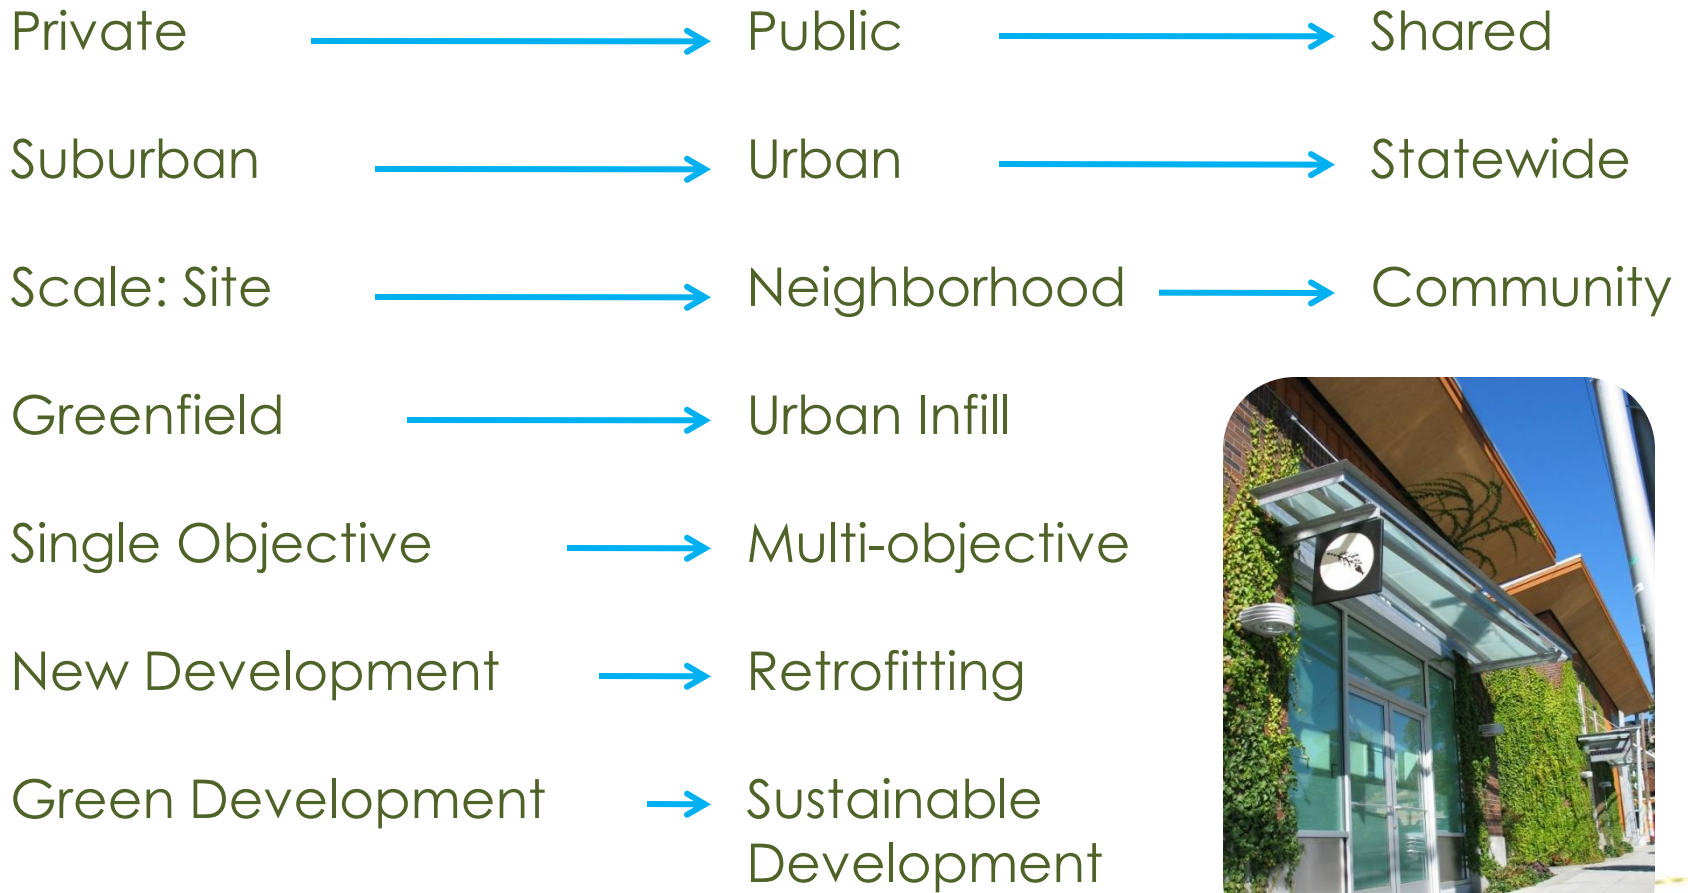 Private Public Shared
Suburban Urban Statewide
Scale: Site Neighborhood Community
Greenfield Urban Infill
Single Objective Multi-objective
New Development Retrofitting
Green Development Sustainable
Development